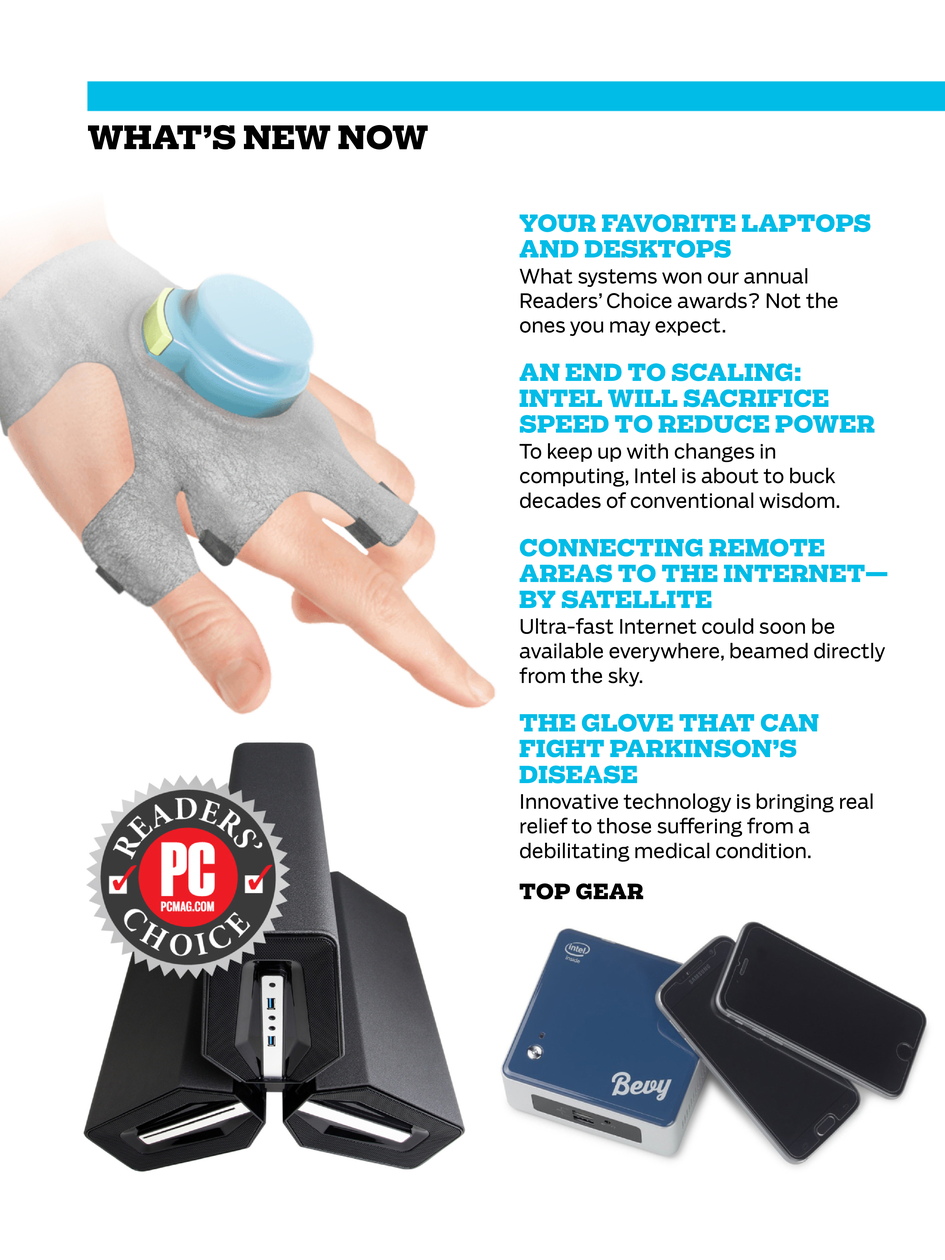 WHAT'S NEW NOW
YOUR FAVORITE LAPTOPS
AND DESKTOPS
What systems won our annual
Readers' Choice awards? Not the
ones you may expect.
AN END TO SCALING:
INTEL WILL SACRIFICE
SPEED TO REDUCE POWER
To keep up with changes in
computing, Intel is about to buck
decades of conventional wisdom.
CONNECTING REMOTE
AREAS TO THE INTERNET—
BY SATELLITE
Ultra-fast Internet could soon be
available everywhere, beamed directly
from the sky.
THE GLOVE THAT CAN
FIGHT PARKINSON'S
DISEASE
Innovative technology is bringing real
relief to those suffering from a
debilitating medical condition.
READERS'
PC
PCMAG.COM
CHOICE
TOP GEAR
intel
inside
Bevy
SAMSUNG